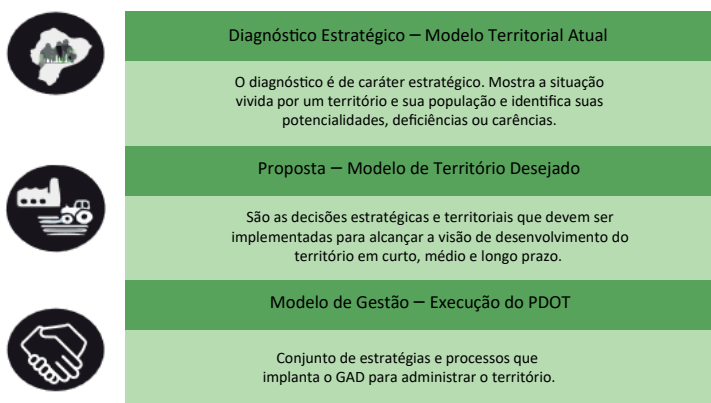 Diagnóstico Estratégico – Modelo Territorial Atual
O diagnóstico é de caráter estratégico. Mostra a situação
vivida por um território e sua população e identifica suas
potencialidades, deficiências ou carências.
Proposta – Modelo de Território Desejado
São as decisões estratégicas e territoriais que devem ser
implementadas para alcançar a visão de desenvolvimento do
território em curto, médio e longo prazo.
Modelo de Gestão – Execução do PDOT
Conjunto de estratégias e processos que
implanta o GAD para administrar o território.